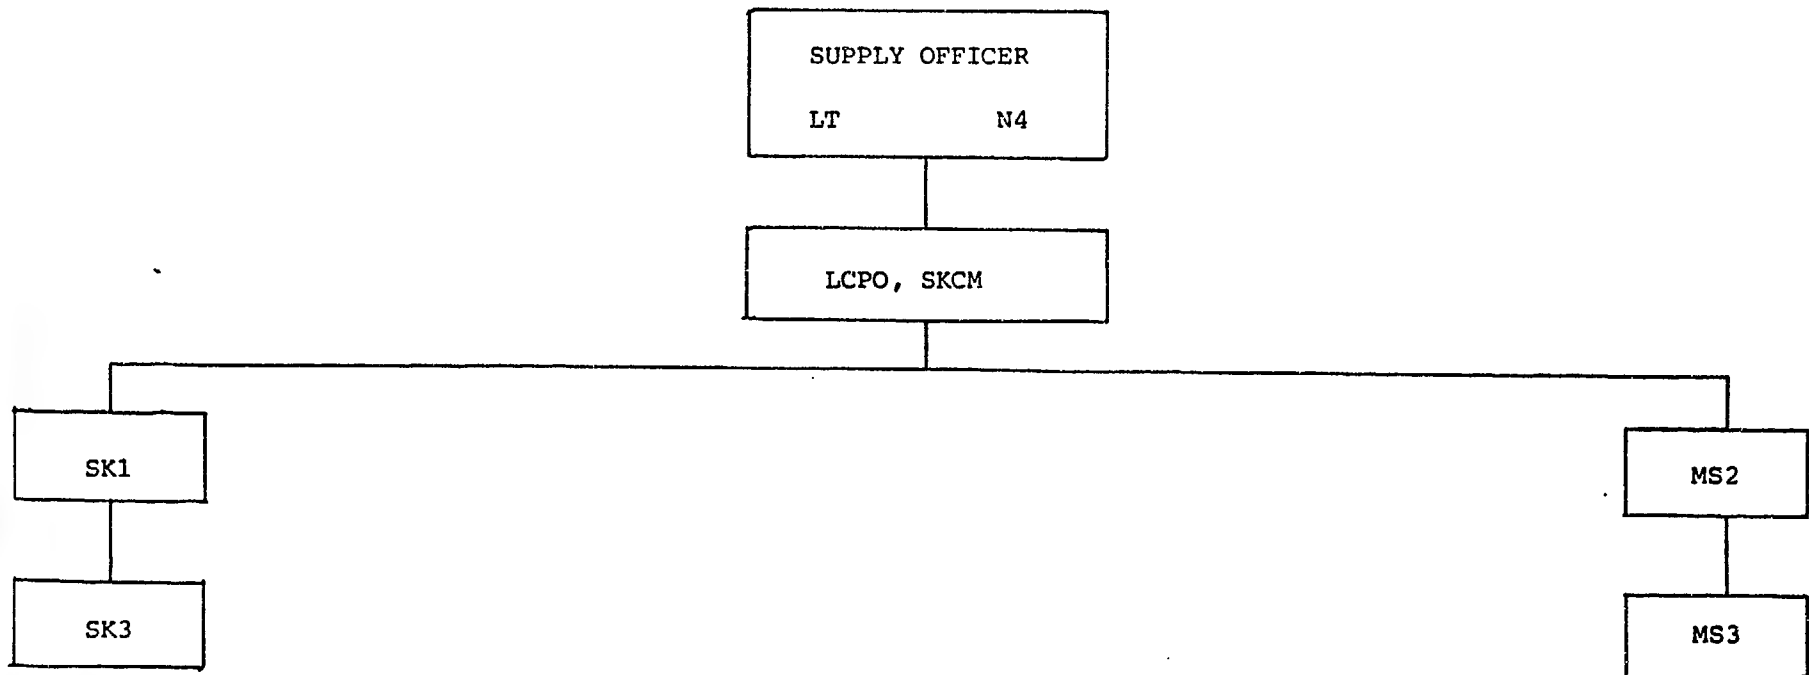 SUPPLY OFFICER
LT N4
LCPO, SKCM
SK1
MS2
SK3
MS3